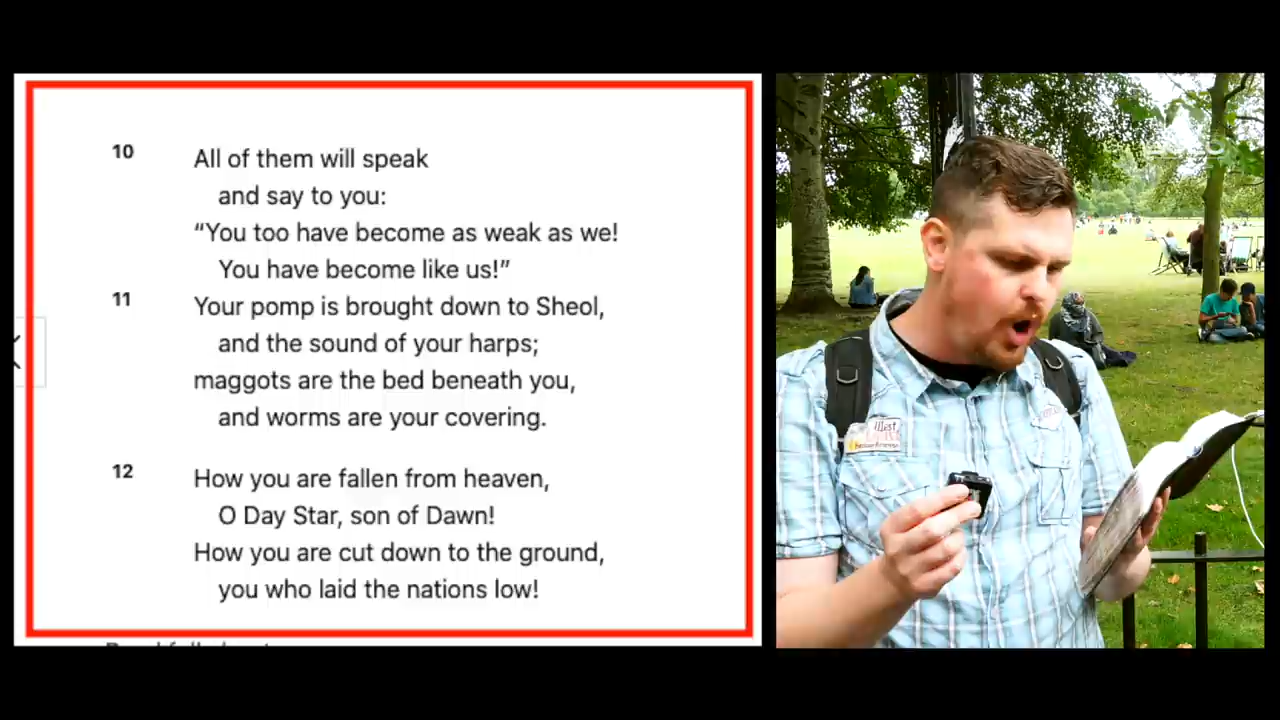 10 All of them will speak
and say to you:
“You too have become as weak as we!
You have become like us!”
11 Your pomp is brought down to Sheol,
and the sound of your harps;
maggots are the bed beneath you,
and worms are your covering.
12 How you are fallen from heaven,
O Day Star, son of Dawn!
How you are cut down to the ground,
you who laid the nations low!